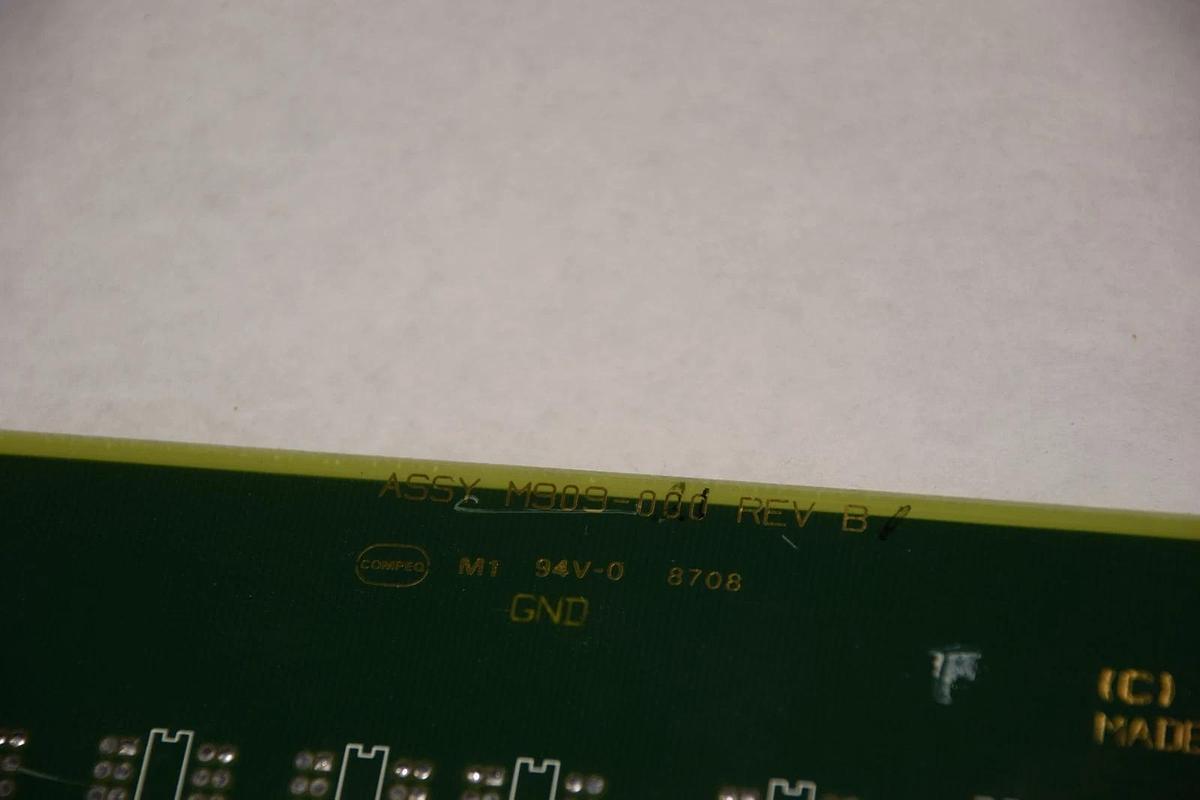 ASSY M909-000 REV B
COMPEQ M1 94V-0 8708
GND
(C)
MADE